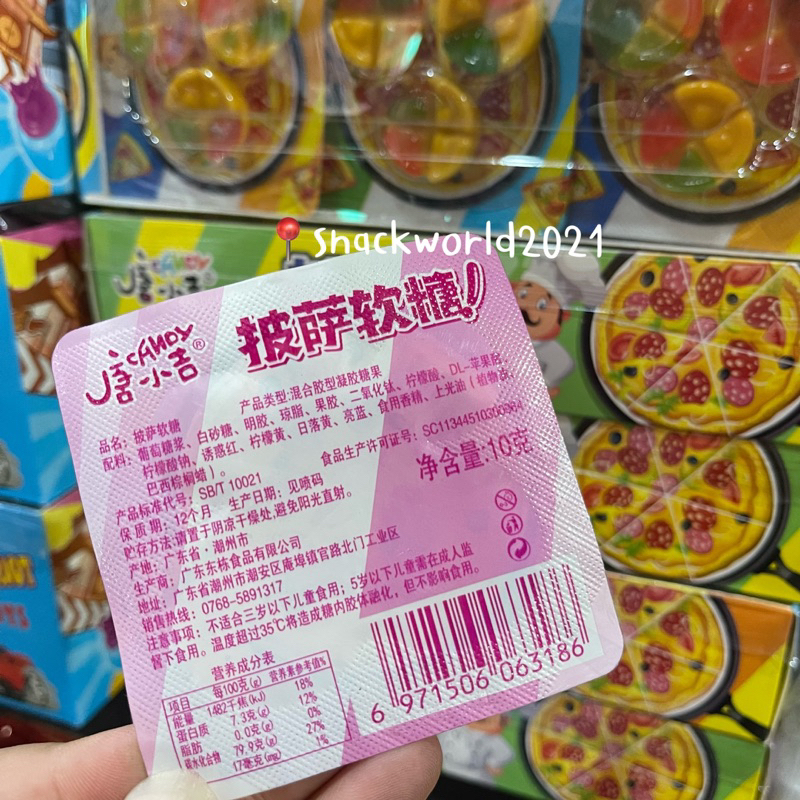 Snackworld2021
唐小吉®
披萨软糖!
产品类型:混合胶型凝胶糖果
品名: 披萨软糖
配料: 葡萄糖浆、白砂糖、明胶、琼脂、果胶、二氧化钛、柠檬酸、DL-苹果酸、
柠檬酸钠、诱惑红、柠檬黄、日落黄、亮蓝、食用香精、上光油(植物油、
巴西棕榈蜡)。
食品生产许可证号: SC11344510300964
净含量:10克
产品标准代号: SB/T 10021
保质期: 12个月 生产日期: 见喷码
贮存方法:请置于阴凉干燥处,避免阳光直射。
产地: 广东省·潮州市
生产商: 广东东栋食品有限公司
地址: 广东省潮州市潮安区庵埠镇官路北门工业区
销售热线: 0768-5891317
注意事项: 不适合三岁以下儿童食用; 5岁以下儿童需在成人监
督下食用。温度超过35℃将造成糖内胶体融化, 但不影响食用。
营养成分表
项目 每100克(g) 营养素参考值%
能量 1482千焦(kJ) 18%
蛋白质 7.3克(g) 12%
脂肪 0.0克(g) 0%
碳水化合物 79.9克(g) 27%
17毫克(mg) 1%
6 971506 063186